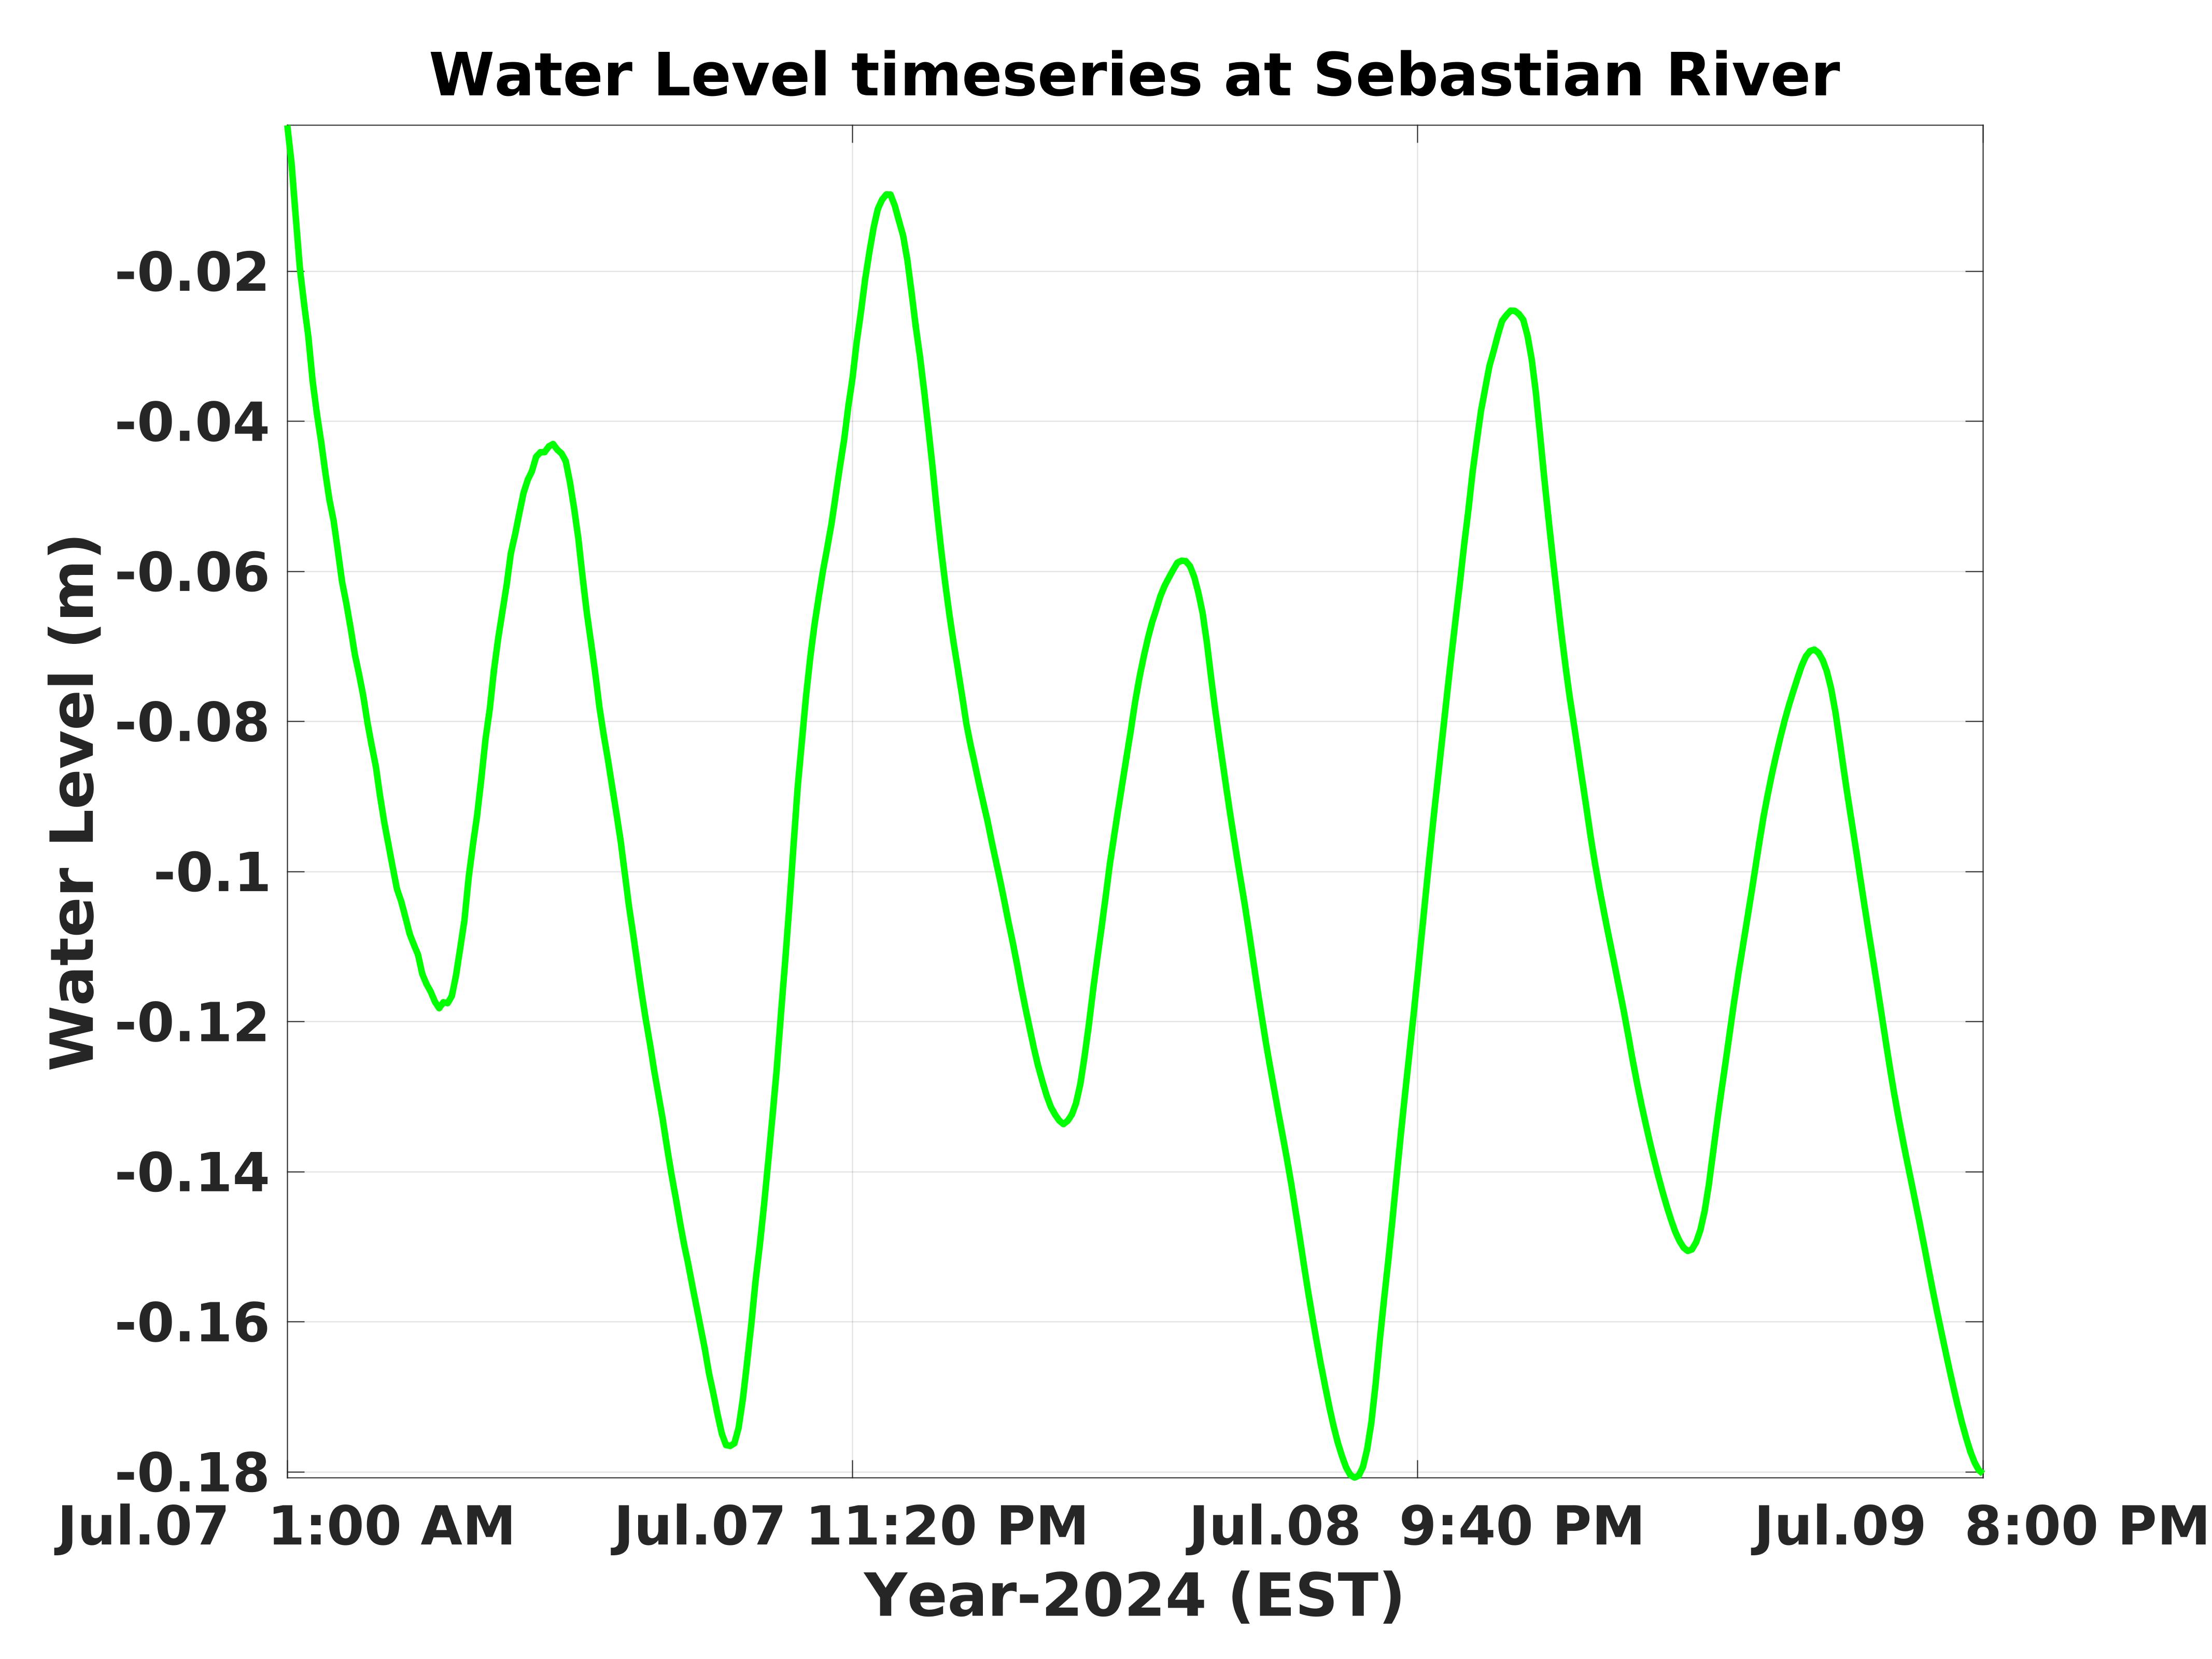 Water Level timeseries at Sebastian River
Water Level (m)
-0.02
-0.04
-0.06
-0.08
-0.1
-0.12
-0.14
-0.16
-0.18
Jul.07 1:00 AM Jul.07 11:20 PM Jul.08 9:40 PM Jul.09 8:00 PM
Year-2024 (EST)